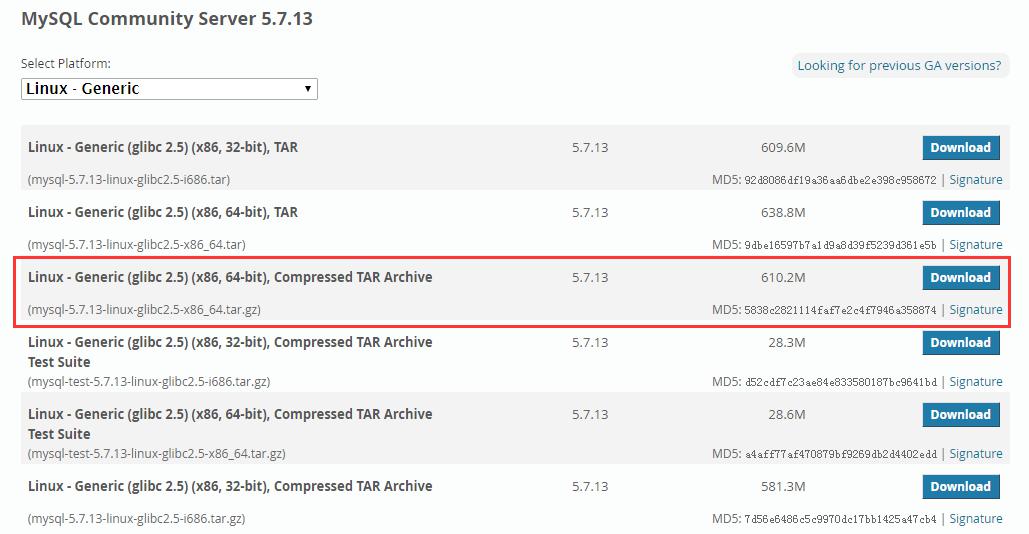 MySQL Community Server 5.7.13
Select Platform:
Looking for previous GA versions?
Linux - Generic
Linux - Generic (glibc 2.5) (x86, 32-bit), TAR 5.7.13 609.6M Download
(mysql-5.7.13-linux-glibc2.5-i686.tar) MD5: 92d8086df19a36aa6dbe2e398c958672 | Signature
Linux - Generic (glibc 2.5) (x86, 64-bit), TAR 5.7.13 638.8M Download
(mysql-5.7.13-linux-glibc2.5-x86_64.tar) MD5: 9dbe16597b7a1d9a8d39f5239d361e5b | Signature
Linux - Generic (glibc 2.5) (x86, 64-bit), Compressed TAR Archive 5.7.13 610.2M Download
(mysql-5.7.13-linux-glibc2.5-x86_64.tar.gz) MD5: 5838c2821114faf7e2c4f7946a358874 | Signature
Linux - Generic (glibc 2.5) (x86, 32-bit), Compressed TAR Archive 5.7.13 28.3M Download
Test Suite
(mysql-test-5.7.13-linux-glibc2.5-i686.tar.gz) MD5: d52cdf7c23ae84e833580187bc9641bd | Signature
Linux - Generic (glibc 2.5) (x86, 64-bit), Compressed TAR Archive 5.7.13 28.6M Download
Test Suite
(mysql-test-5.7.13-linux-glibc2.5-x86_64.tar.gz) MD5: a4aff77af470879bf9269db2d4402edd | Signature
Linux - Generic (glibc 2.5) (x86, 32-bit), Compressed TAR Archive 5.7.13 581.3M Download
(mysql-5.7.13-linux-glibc2.5-i686.tar.gz) MD5: 7d56e6486c5c9970dc17bb1425a47cb4 | Signature